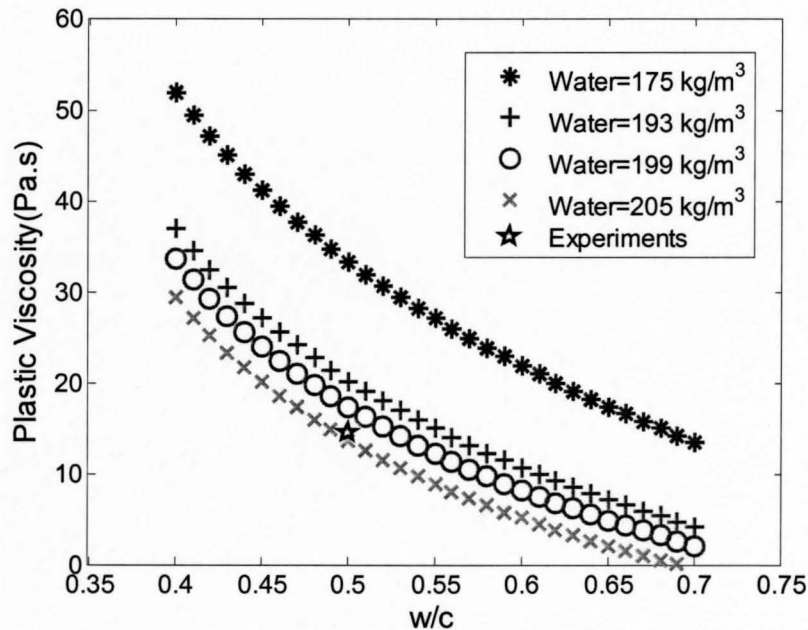 60
50
40
30
20
10
0
Plastic Viscosity(Pa.s)
Water=175 kg/m³
Water=193 kg/m³
Water=199 kg/m³
Water=205 kg/m³
Experiments
0.35 0.4 0.45 0.5 0.55 0.6 0.65 0.7 0.75
w/c